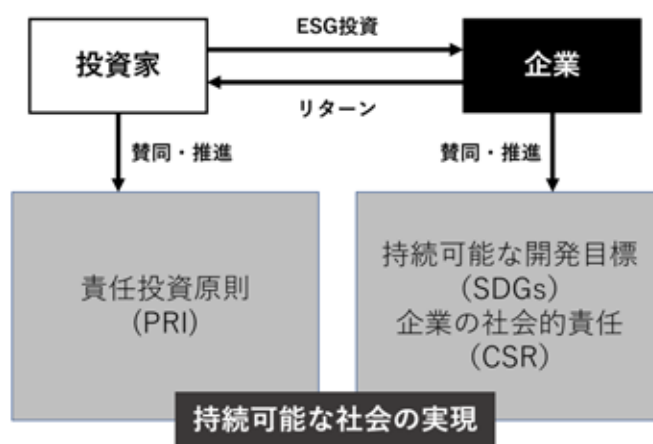 ESG投資
投資家
企業
リターン
賛同・推進
賛同・推進
責任投資原則
(PRI)
持続可能な開発目標
(SDGs)
企業の社会的責任
(CSR)
持続可能な社会の実現